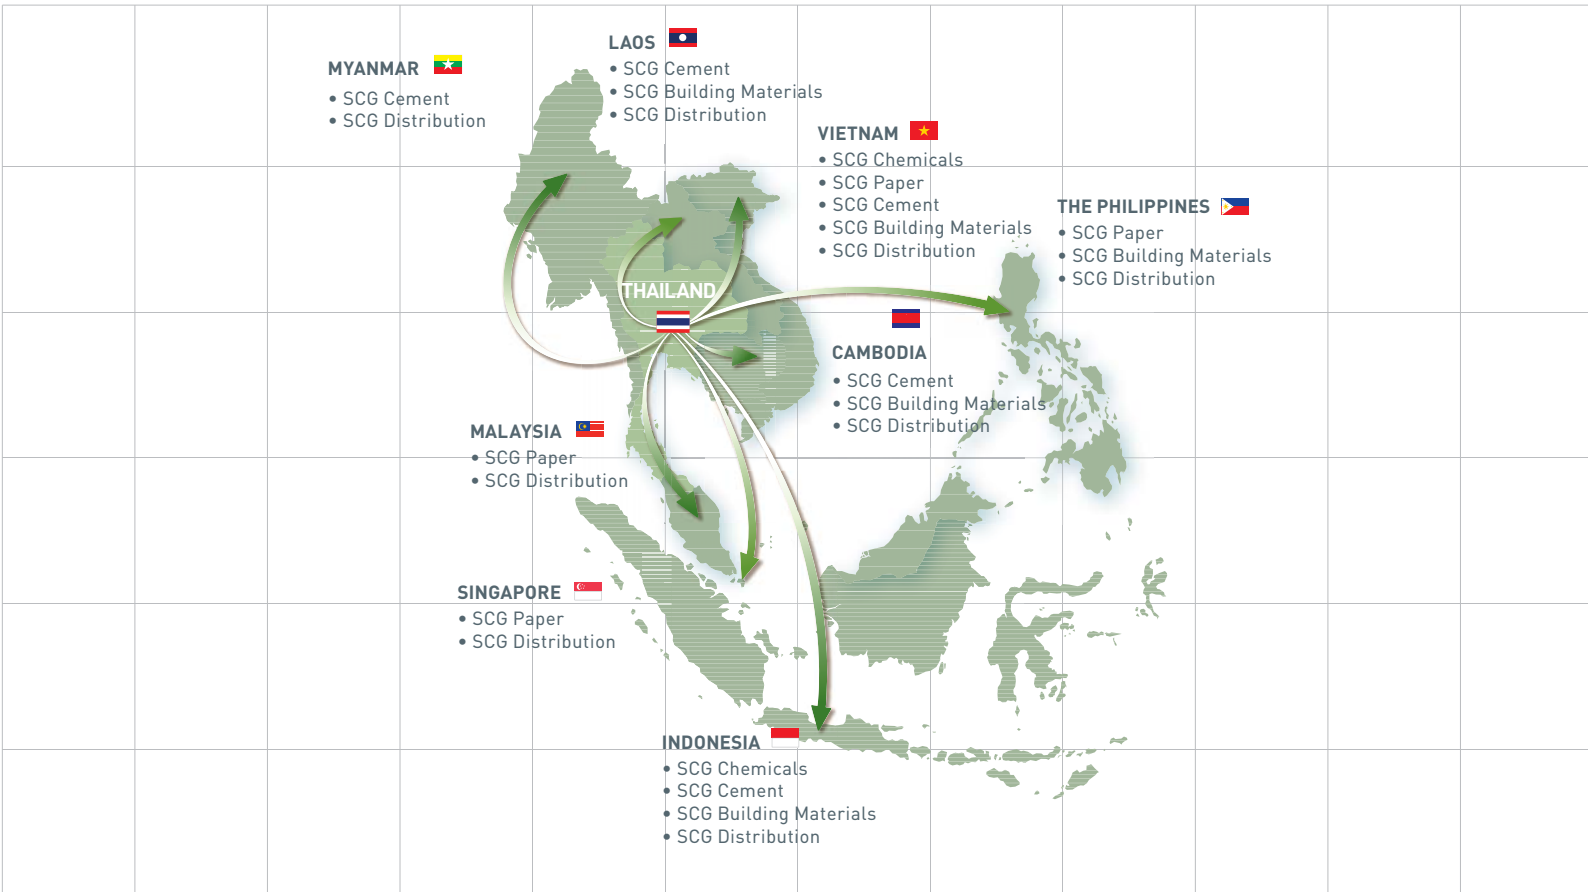 LAOS
• SCG Cement
• SCG Building Materials
• SCG Distribution
MYANMAR
• SCG Cement
• SCG Distribution
VIETNAM
• SCG Chemicals
• SCG Paper
• SCG Cement
• SCG Building Materials
• SCG Distribution
THE PHILIPPINES
• SCG Paper
• SCG Building Materials
• SCG Distribution
THAILAND
CAMBODIA
• SCG Cement
• SCG Building Materials
• SCG Distribution
MALAYSIA
• SCG Paper
• SCG Distribution
SINGAPORE
• SCG Paper
• SCG Distribution
INDONESIA
• SCG Chemicals
• SCG Cement
• SCG Building Materials
• SCG Distribution